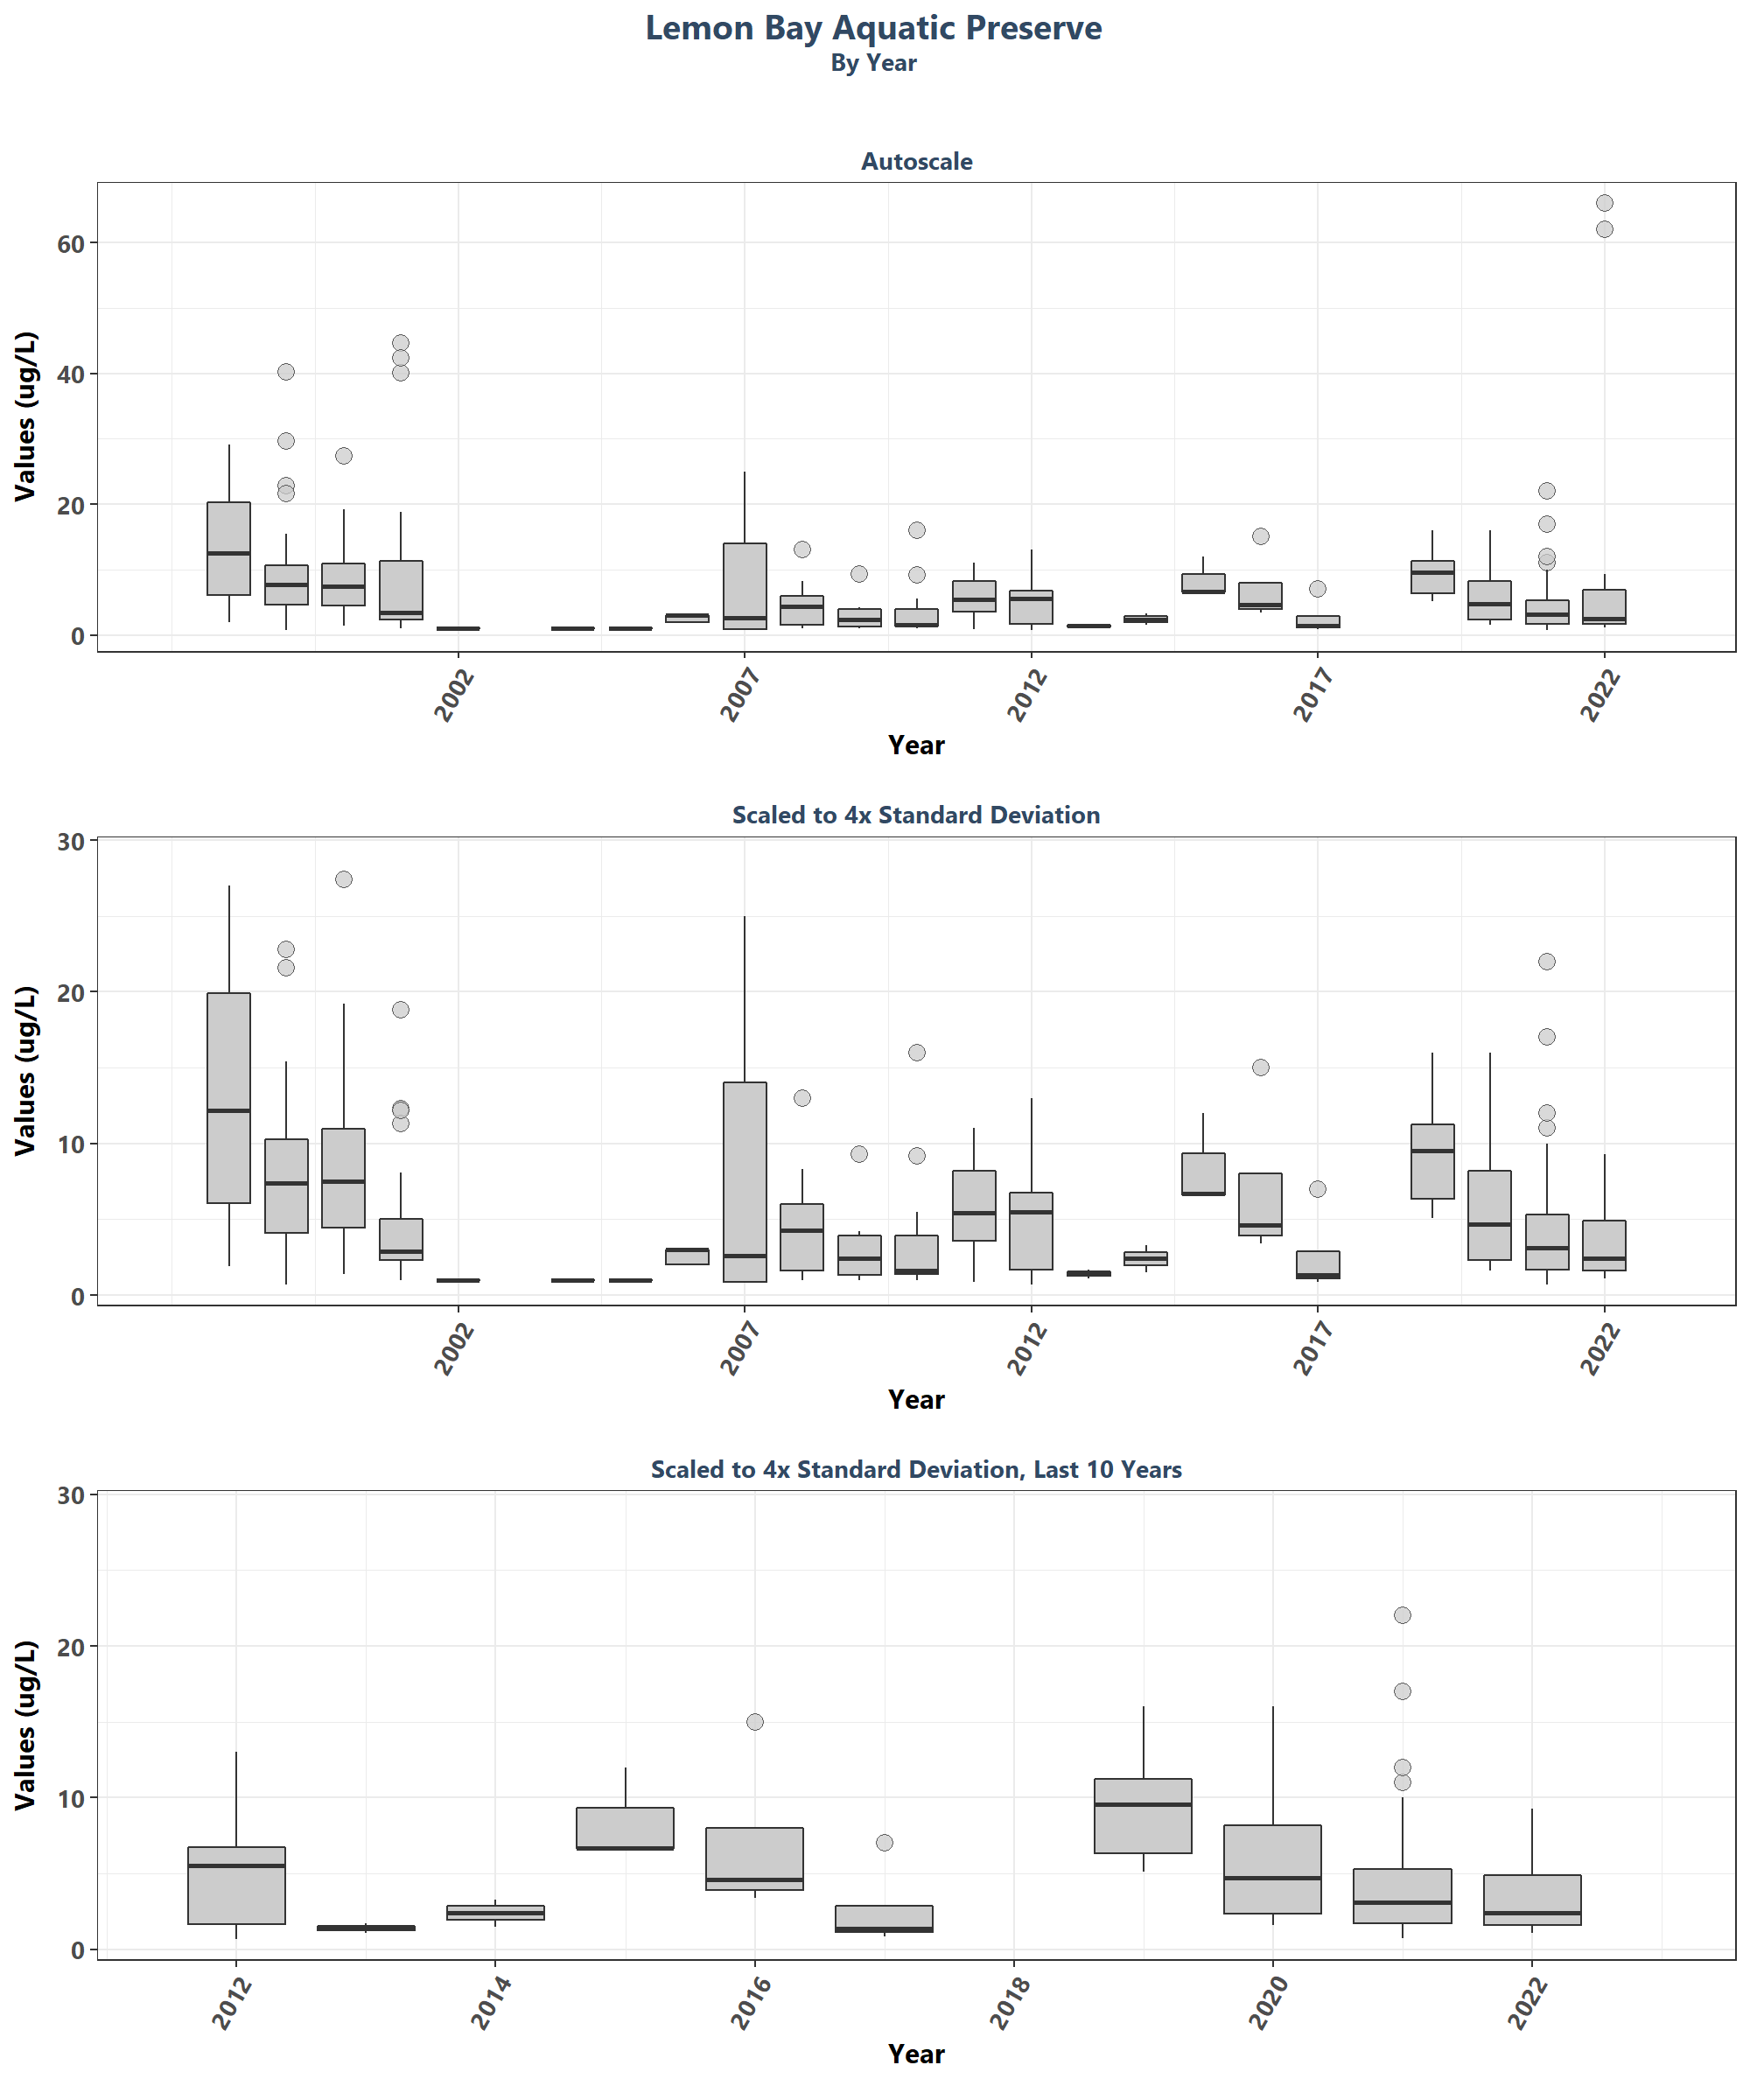 Lemon Bay Aquatic Preserve
By Year
Autoscale
Values (ug/L)
60
40
20
0
2002 2007 2012 2017 2022
Year
Scaled to 4x Standard Deviation
Values (ug/L)
30
20
10
0
2002 2007 2012 2017 2022
Year
Scaled to 4x Standard Deviation, Last 10 Years
Values (ug/L)
30
20
10
0
2012 2014 2016 2018 2020 2022
Year